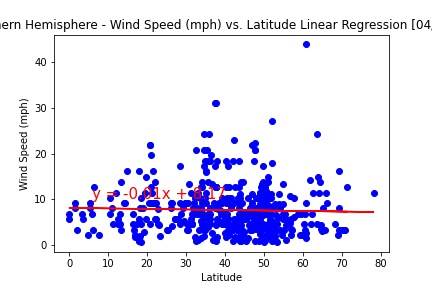 ern Hemisphere - Wind Speed (mph) vs. Latitude Linear Regression [04,
40
30
20
10
0
Wind Speed (mph)
0 10 20 30 40 50 60 70 80
Latitude